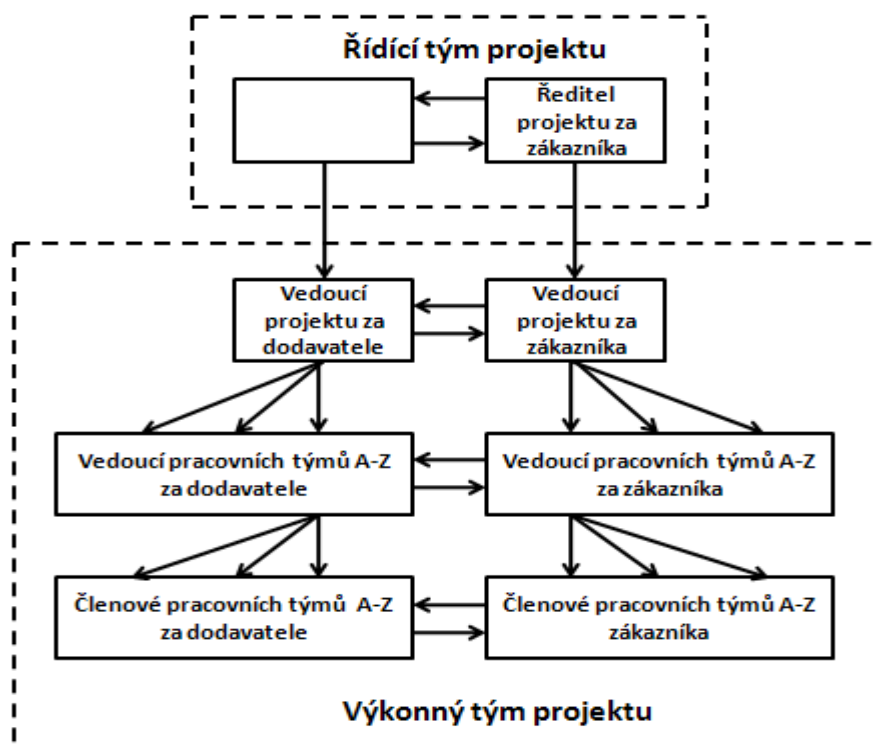 Řídící tým projektu
Ředitel
projektu za
zákazníka
Vedoucí
projektu za
dodavatele
Vedoucí
projektu za
zákazníka
Vedoucí pracovních týmů A-Z
za dodavatele
Vedoucí pracovních týmů A-Z
za zákazníka
Členové pracovních týmů A-Z
za dodavatele
Členové pracovních týmů A-Z
zákazníka
Výkonný tým projektu